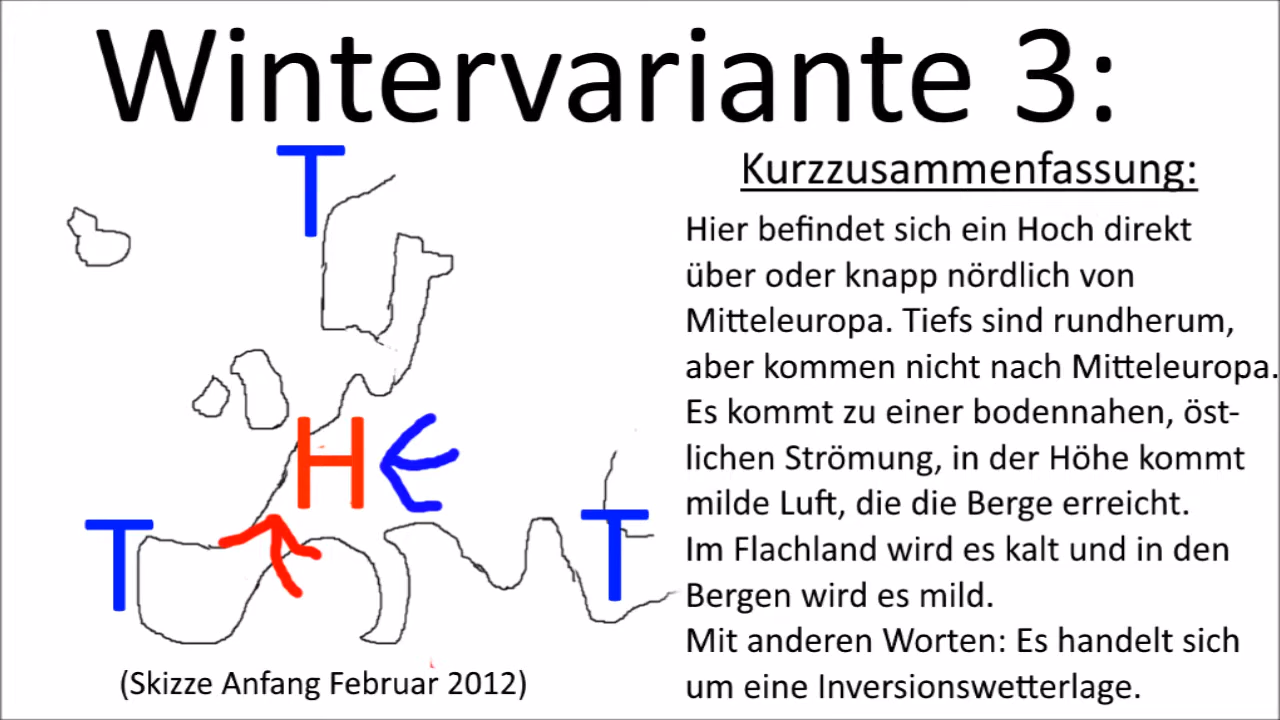 Wintervariante 3:
T
Kurzzusammenfassung:
Hier befindet sich ein Hoch direkt
über oder knapp nördlich von
Mitteleuropa. Tiefs sind rundherum,
aber kommen nicht nach Mitteleuropa.
Es kommt zu einer bodennahen, öst-
lichen Strömung, in der Höhe kommt
milde Luft, die die Berge erreicht.
Im Flachland wird es kalt und in den
Bergen wird es mild.
Mit anderen Worten: Es handelt sich
um eine Inversionswetterlage.
H
T
T
(Skizze Anfang Februar 2012)